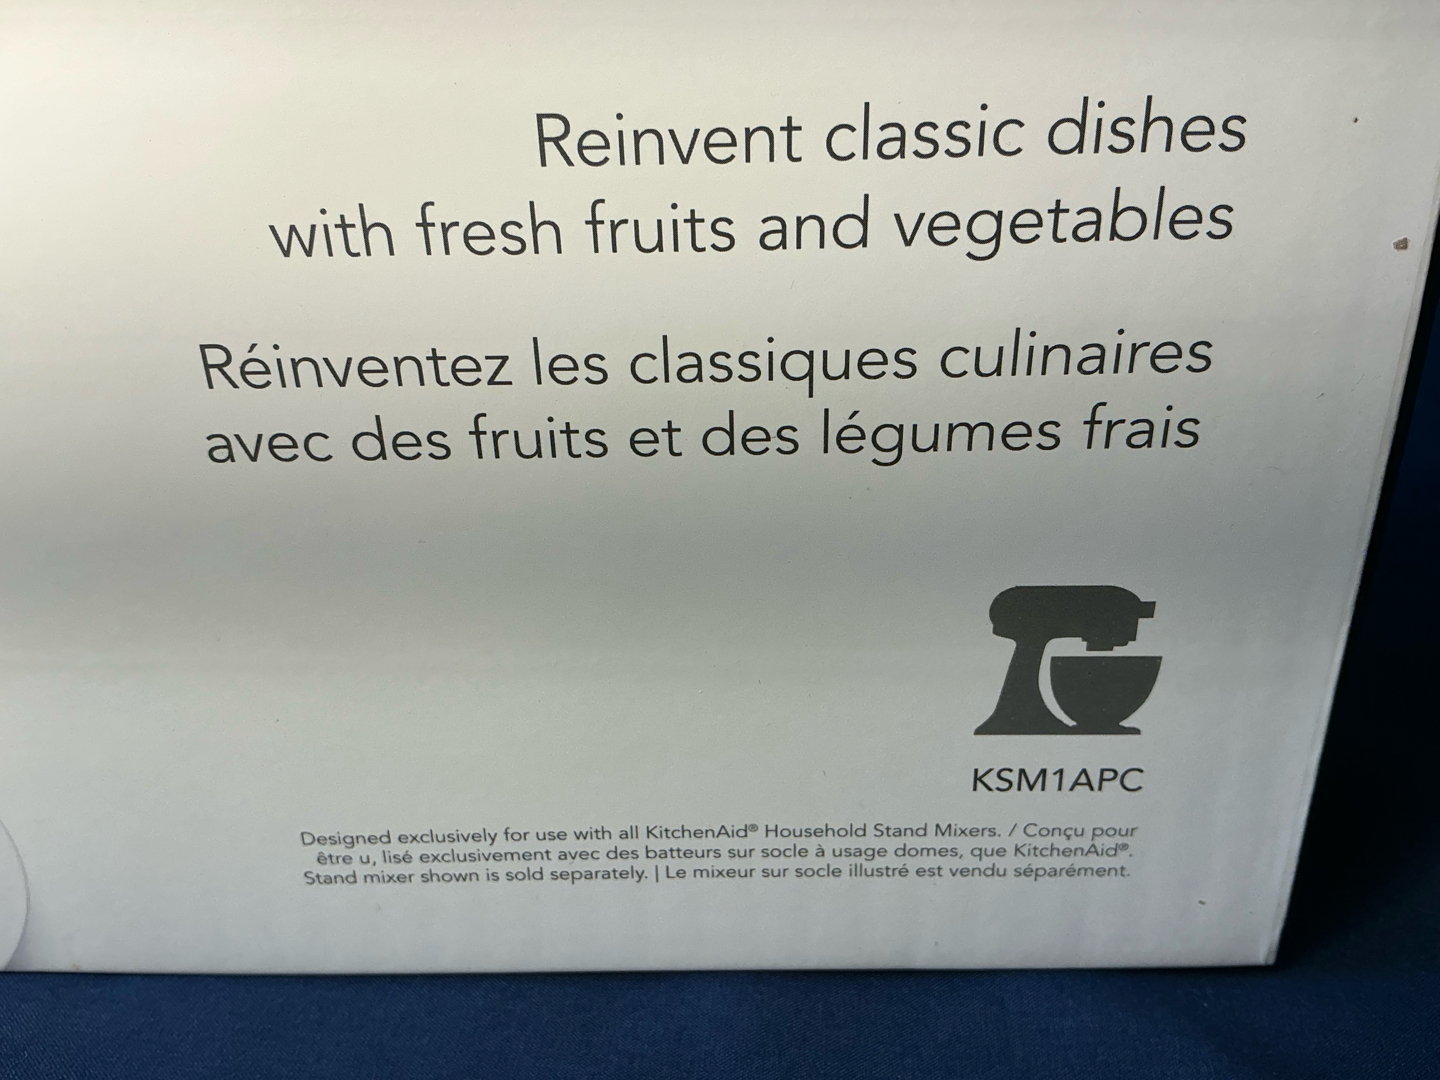 Reinvent classic dishes
with fresh fruits and vegetables
Réinventez les classiques culinaires
avec des fruits et des légumes frais
KSM1APC
Designed exclusively for use with all KitchenAid® Household Stand Mixers. / Conçu pour
être u, lisé exclusivement avec des batteurs sur socle à usage domes, que KitchenAid®.
Stand mixer shown is sold separately. | Le mixeur sur socle illustré est vendu séparément.